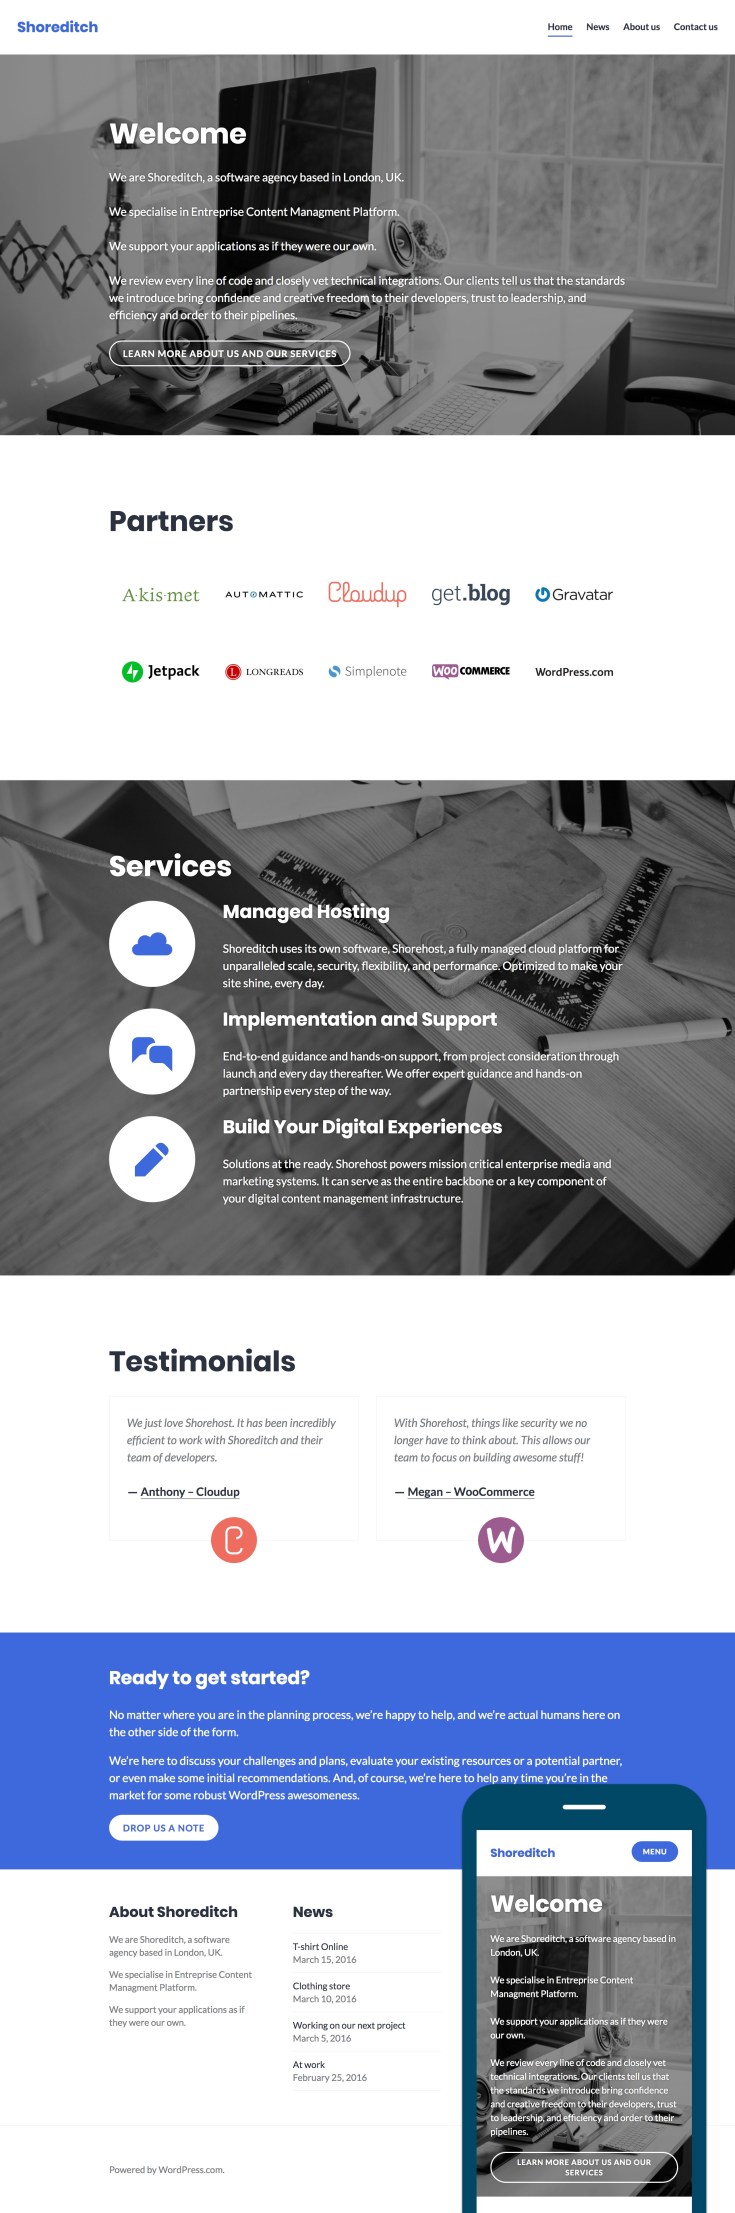 Shoreditch
Home News About us Contact us
Welcome
We are Shoreditch, a software agency based in London, UK.
We specialise in Entreprise Content Managment Platform.
We support your applications as if they were our own.
We review every line of code and closely vet technical integrations. Our clients tell us that the standards
we introduce bring confidence and creative freedom to their developers, trust to leadership, and
efficiency and order to their pipelines.
LEARN MORE ABOUT US AND OUR SERVICES
Partners
A·kis·met AUTOMATTIC Cloudup get.blog Gravatar
Jetpack L LONGREADS Simplenote WOO COMMERCE WordPress.com
Services
Managed Hosting
Shoreditch uses its own software, Shorehost, a fully managed cloud platform for
unparalleled scale, security, flexibility, and performance. Optimized to make your
site shine, every day.
Implementation and Support
End-to-end guidance and hands-on support, from project consideration through
launch and every day thereafter. We offer expert guidance and hands-on
partnership every step of the way.
Build Your Digital Experiences
Solutions at the ready. Shorehost powers mission critical enterprise media and
marketing systems. It can serve as the entire backbone or a key component of
your digital content management infrastructure.
Testimonials
We just love Shorehost. It has been incredibly
efficient to work with Shoreditch and their
team of developers.
— Anthony – Cloudup
C
With Shorehost, things like security we no
longer have to think about. This allows our
team to focus on building awesome stuff!
— Megan – WooCommerce
W
Ready to get started?
No matter where you are in the planning process, we're happy to help, and we're actual humans here on
the other side of the form.
We're here to discuss your challenges and plans, evaluate your existing resources or a potential partner,
or even make some initial recommendations. And, of course, we're here to help any time you're in the
market for some robust WordPress awesomeness.
DROP US A NOTE
About Shoreditch
We are Shoreditch, a software
agency based in London, UK.
We specialise in Entreprise Content
Managment Platform.
We support your applications as if
they were our own.
News
T-shirt Online
March 15, 2016
Clothing store
March 10, 2016
Working on our next project
March 5, 2016
At work
February 25, 2016
Powered by WordPress.com.
Shoreditch
MENU
Welcome
We are Shoreditch, a software agency based in
London, UK.
We specialise in Entreprise Content
Managment Platform.
We support your applications as if they were
our own.
We review every line of code and closely vet
technical integrations. Our clients tell us that
the standards we introduce bring confidence
and creative freedom to their developers, trust
to leadership, and efficiency and order to their
pipelines.
LEARN MORE ABOUT US AND OUR
SERVICES